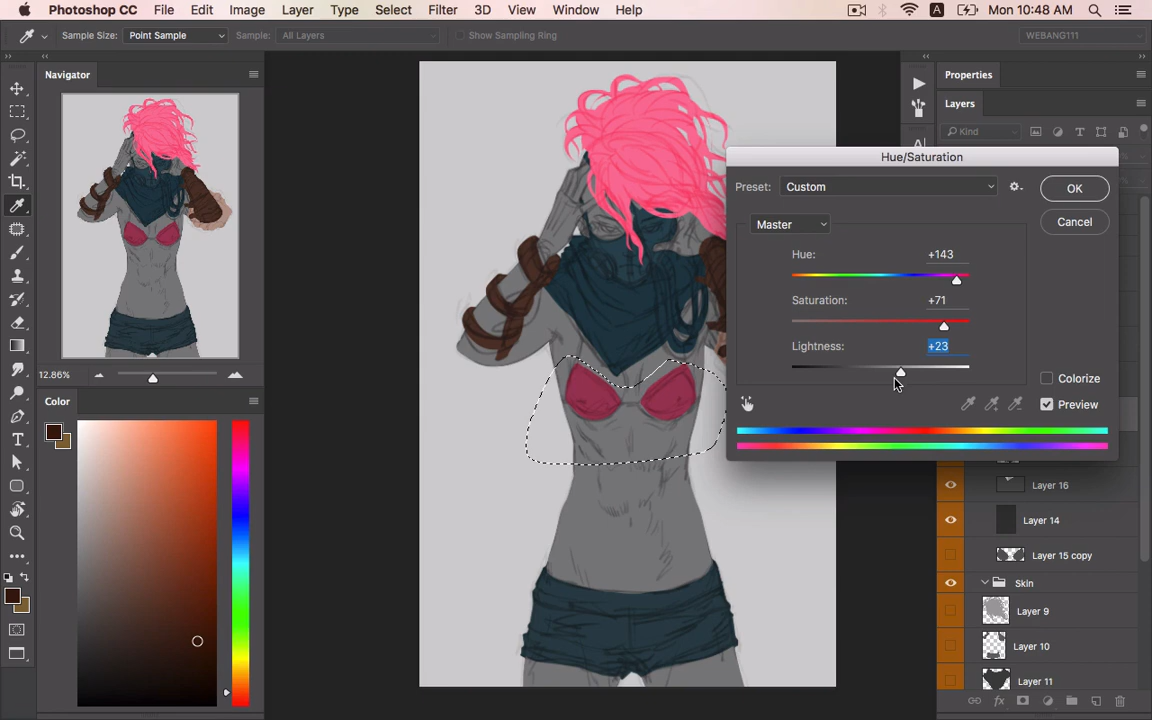 Photoshop CC File Edit Image Layer Type Select Filter 3D View Window Help
A Mon 10:48 AM
Sample Size: Point Sample Sample: All Layers Show Sampling Ring WEBANG111
Navigator
12.86%
Color
Properties
Layers
Kind
Hue/Saturation
Preset: Custom
OK
Cancel
Master
Hue: +143
Saturation: +71
Lightness: +23
Colorize
Preview
Layer 16
Layer 14
Layer 15 copy
Skin
Layer 9
Layer 10
Layer 11